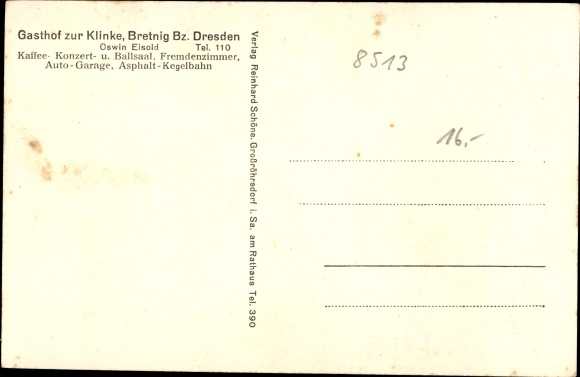 Gasthof zur Klinke, Bretnig Bz. Dresden
Oswin Eisold Tel. 110
Kaffee- Konzert- u. Ballsaal, Fremdenzimmer,
Auto-Garage, Asphalt-Kegelbahn
Verlag Reinhard Schöne, Großröhrsdorf i. Sa. am Rathaus Tel. 390
8513
16,-